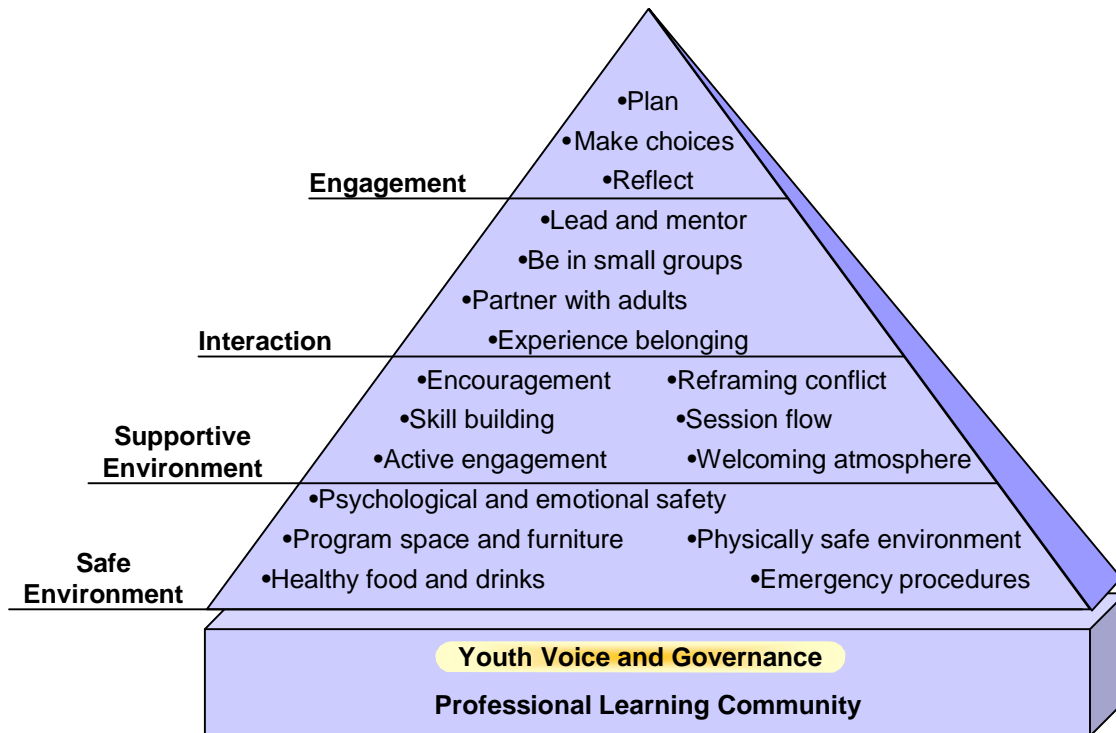 •Plan
•Make choices
•Reflect
Engagement
•Lead and mentor
•Be in small groups
•Partner with adults
•Experience belonging
Interaction
•Encouragement •Reframing conflict
•Skill building •Session flow
•Active engagement •Welcoming atmosphere
Supportive
Environment
•Psychological and emotional safety
•Program space and furniture •Physically safe environment
•Healthy food and drinks •Emergency procedures
Safe
Environment
Youth Voice and Governance
Professional Learning Community